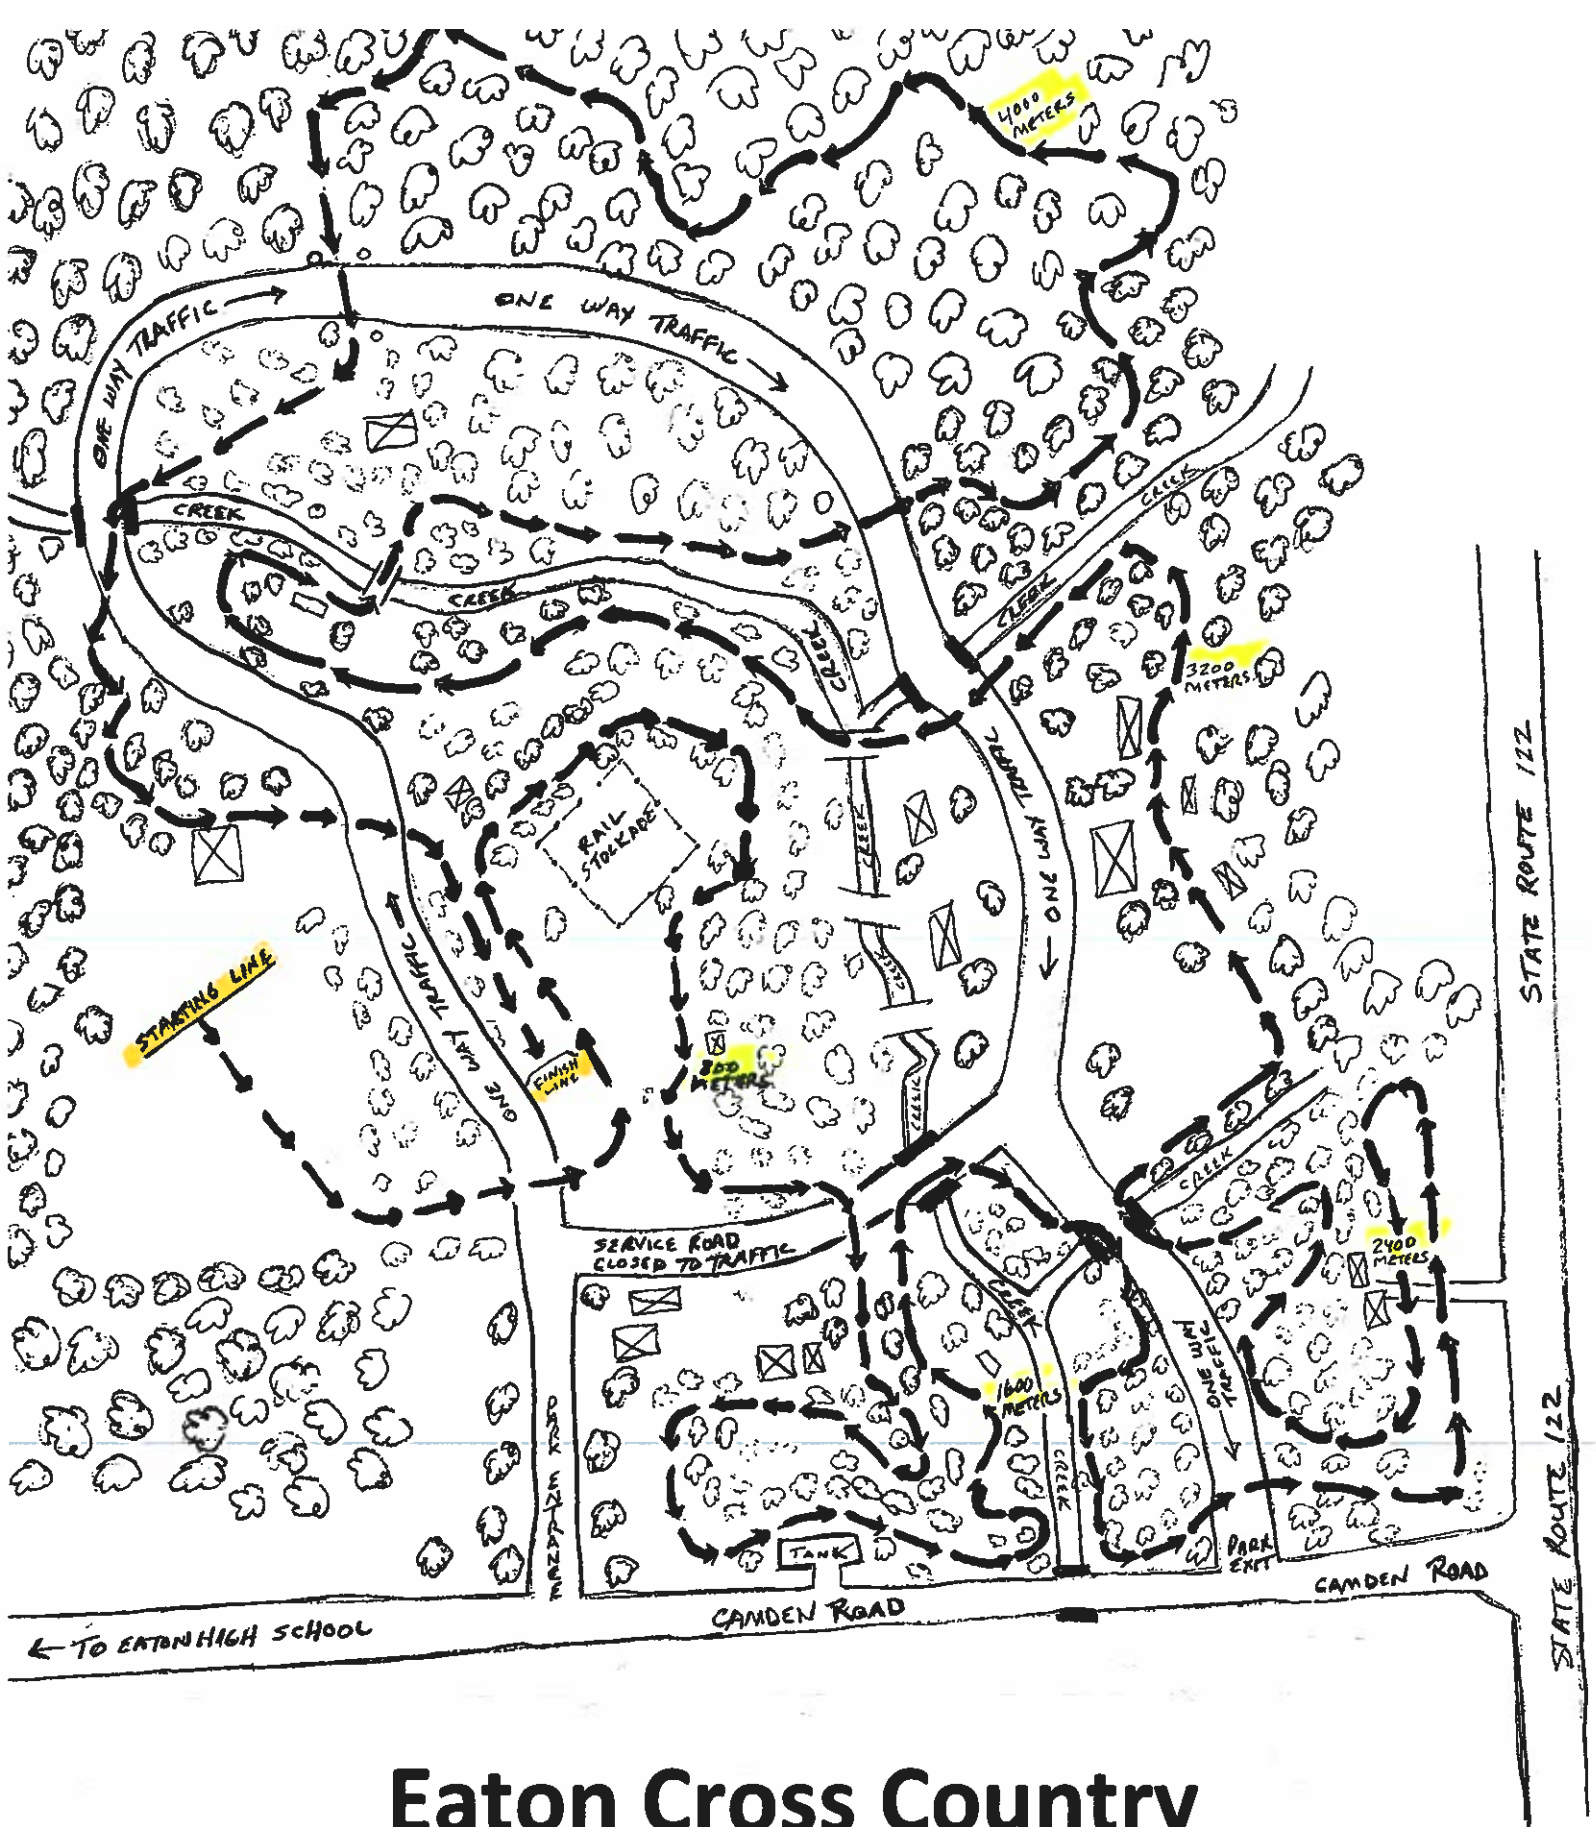 4000
METERS
ONE WAY TRAFFIC →
ONE WAY TRAFFIC
CREEK
CREEK
CREEK
CREEK
CREEK
3200
METERS
ONE WAY TRAFFIC
RAIL
STOCKADE
CREEK
STATE ROUTE 122
STARTING LINE
ONE WAY TRAFFIC
CREEK
FINISH
LINE
800
METERS
CREEK
CREEK
SERVICE ROAD
CLOSED TO TRAFFIC
2400
METERS
CREEK
ONE WAY
TRAFFIC
1600
METERS
PARK ENTRANCE
CREEK
TANK
PARK
EXIT
CAMDEN ROAD
CAMDEN ROAD
STATE ROUTE 122
← TO EATON HIGH SCHOOL
Eaton Cross Country